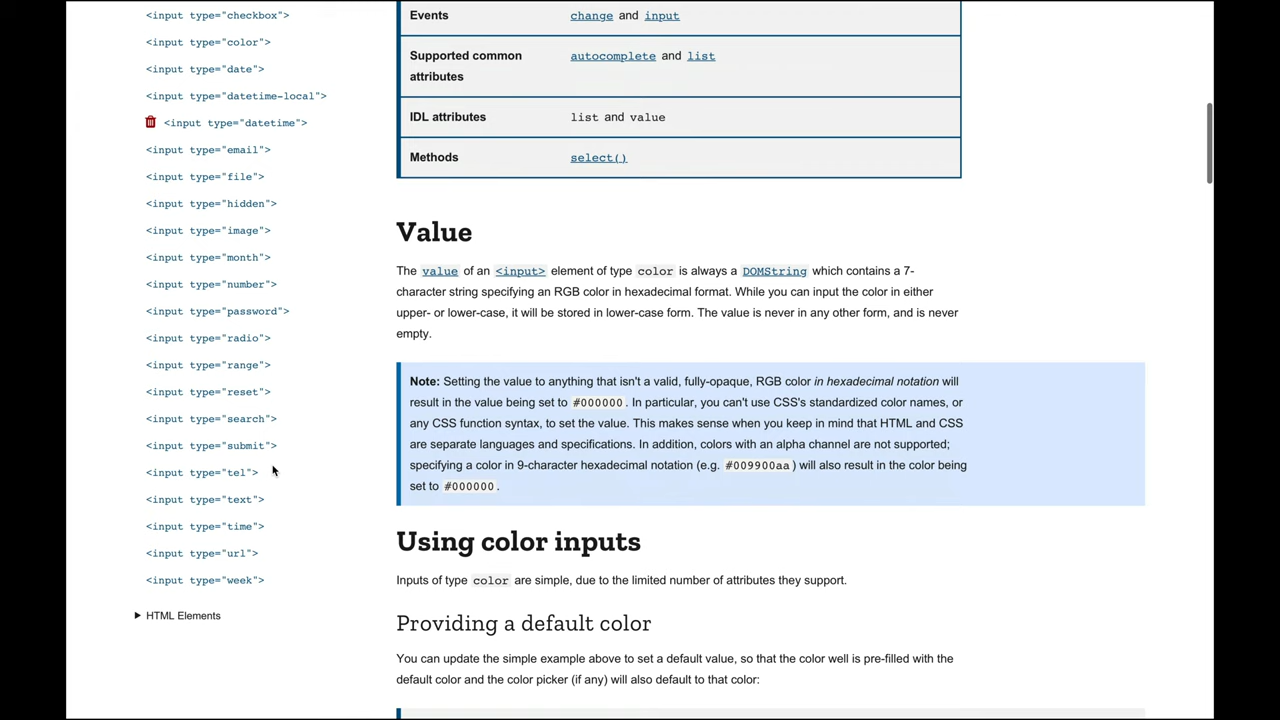 <input type="checkbox">
<input type="color">
<input type="date">
<input type="datetime-local">
<input type="datetime">
<input type="email">
<input type="file">
<input type="hidden">
<input type="image">
<input type="month">
<input type="number">
<input type="password">
<input type="radio">
<input type="range">
<input type="reset">
<input type="search">
<input type="submit">
<input type="tel">
<input type="text">
<input type="time">
<input type="url">
<input type="week">
HTML Elements
Events change and input
Supported common autocomplete and list
attributes
IDL attributes list and value
Methods select()
Value
The value of an <input> element of type color is always a DOMString which contains a 7-
character string specifying an RGB color in hexadecimal format. While you can input the color in either
upper- or lower-case, it will be stored in lower-case form. The value is never in any other form, and is never
empty.
Note: Setting the value to anything that isn't a valid, fully-opaque, RGB color in hexadecimal notation will
result in the value being set to #000000. In particular, you can't use CSS's standardized color names, or
any CSS function syntax, to set the value. This makes sense when you keep in mind that HTML and CSS
are separate languages and specifications. In addition, colors with an alpha channel are not supported;
specifying a color in 9-character hexadecimal notation (e.g. #009900aa) will also result in the color being
set to #000000.
Using color inputs
Inputs of type color are simple, due to the limited number of attributes they support.
Providing a default color
You can update the simple example above to set a default value, so that the color well is pre-filled with the
default color and the color picker (if any) will also default to that color: